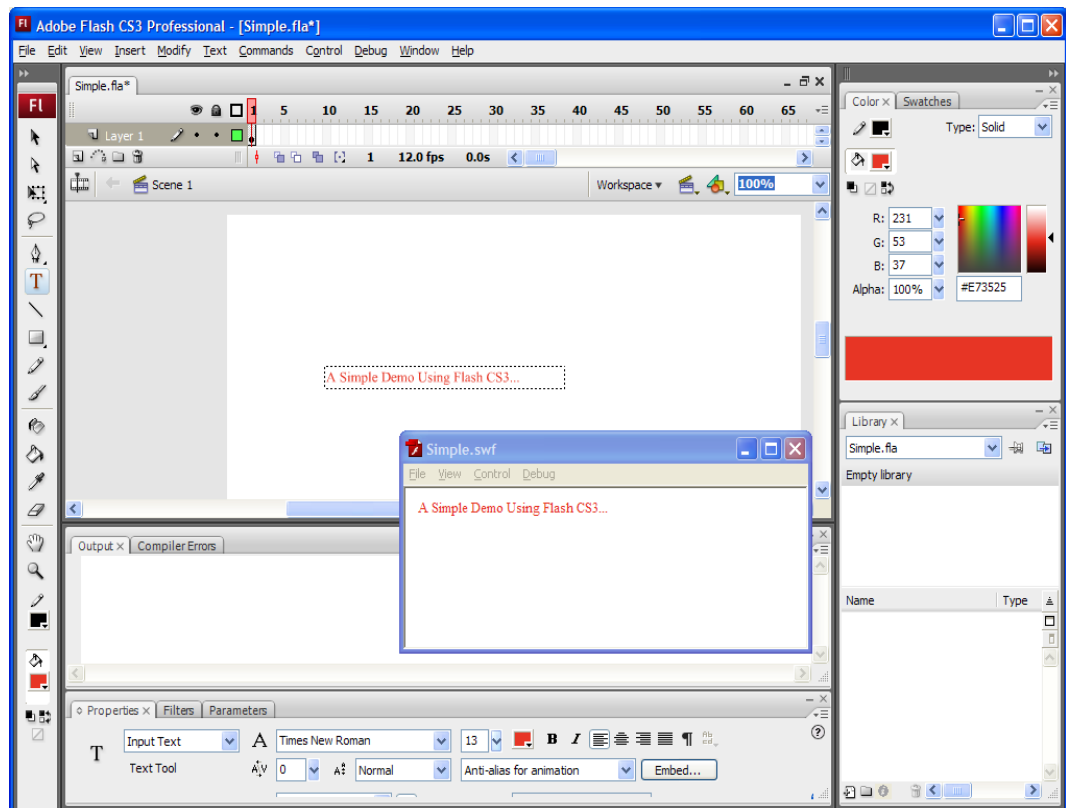 Fl Adobe Flash CS3 Professional - [Simple.fla*]
File Edit View Insert Modify Text Commands Control Debug Window Help
Simple.fla*
Fl
1 5 10 15 20 25 30 35 40 45 50 55 60 65
Layer 1
1 12.0 fps 0.0s
Scene 1 Workspace 100%
T
A Simple Demo Using Flash CS3...
Simple.swf
File View Control Debug
A Simple Demo Using Flash CS3...
Output × Compiler Errors
Properties × Filters Parameters
T Input Text A Times New Roman 13 B I ¶
Text Tool A/V 0 Normal Anti-alias for animation Embed...
Color × Swatches
Type: Solid
R: 231
G: 53
B: 37
Alpha: 100% #E73525
Library ×
Simple.fla
Empty library
Name Type